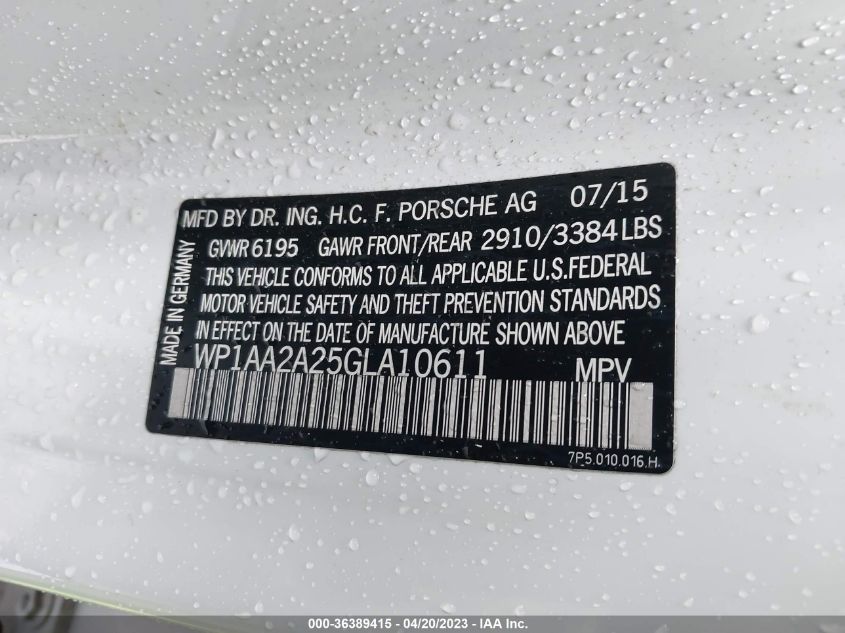 MFD BY DR. ING. H.C. F. PORSCHE AG 07/15
GVWR 6195 GAWR FRONT/REAR 2910/3384 LBS
THIS VEHICLE CONFORMS TO ALL APPLICABLE U.S.FEDERAL
MOTOR VEHICLE SAFETY AND THEFT PREVENTION STANDARDS
IN EFFECT ON THE DATE OF MANUFACTURE SHOWN ABOVE
WP1AA2A25GLA10611 MPV
MADE IN GERMANY
7P5.010.016.H
000-36389415 - 04/20/2023 - IAA Inc.